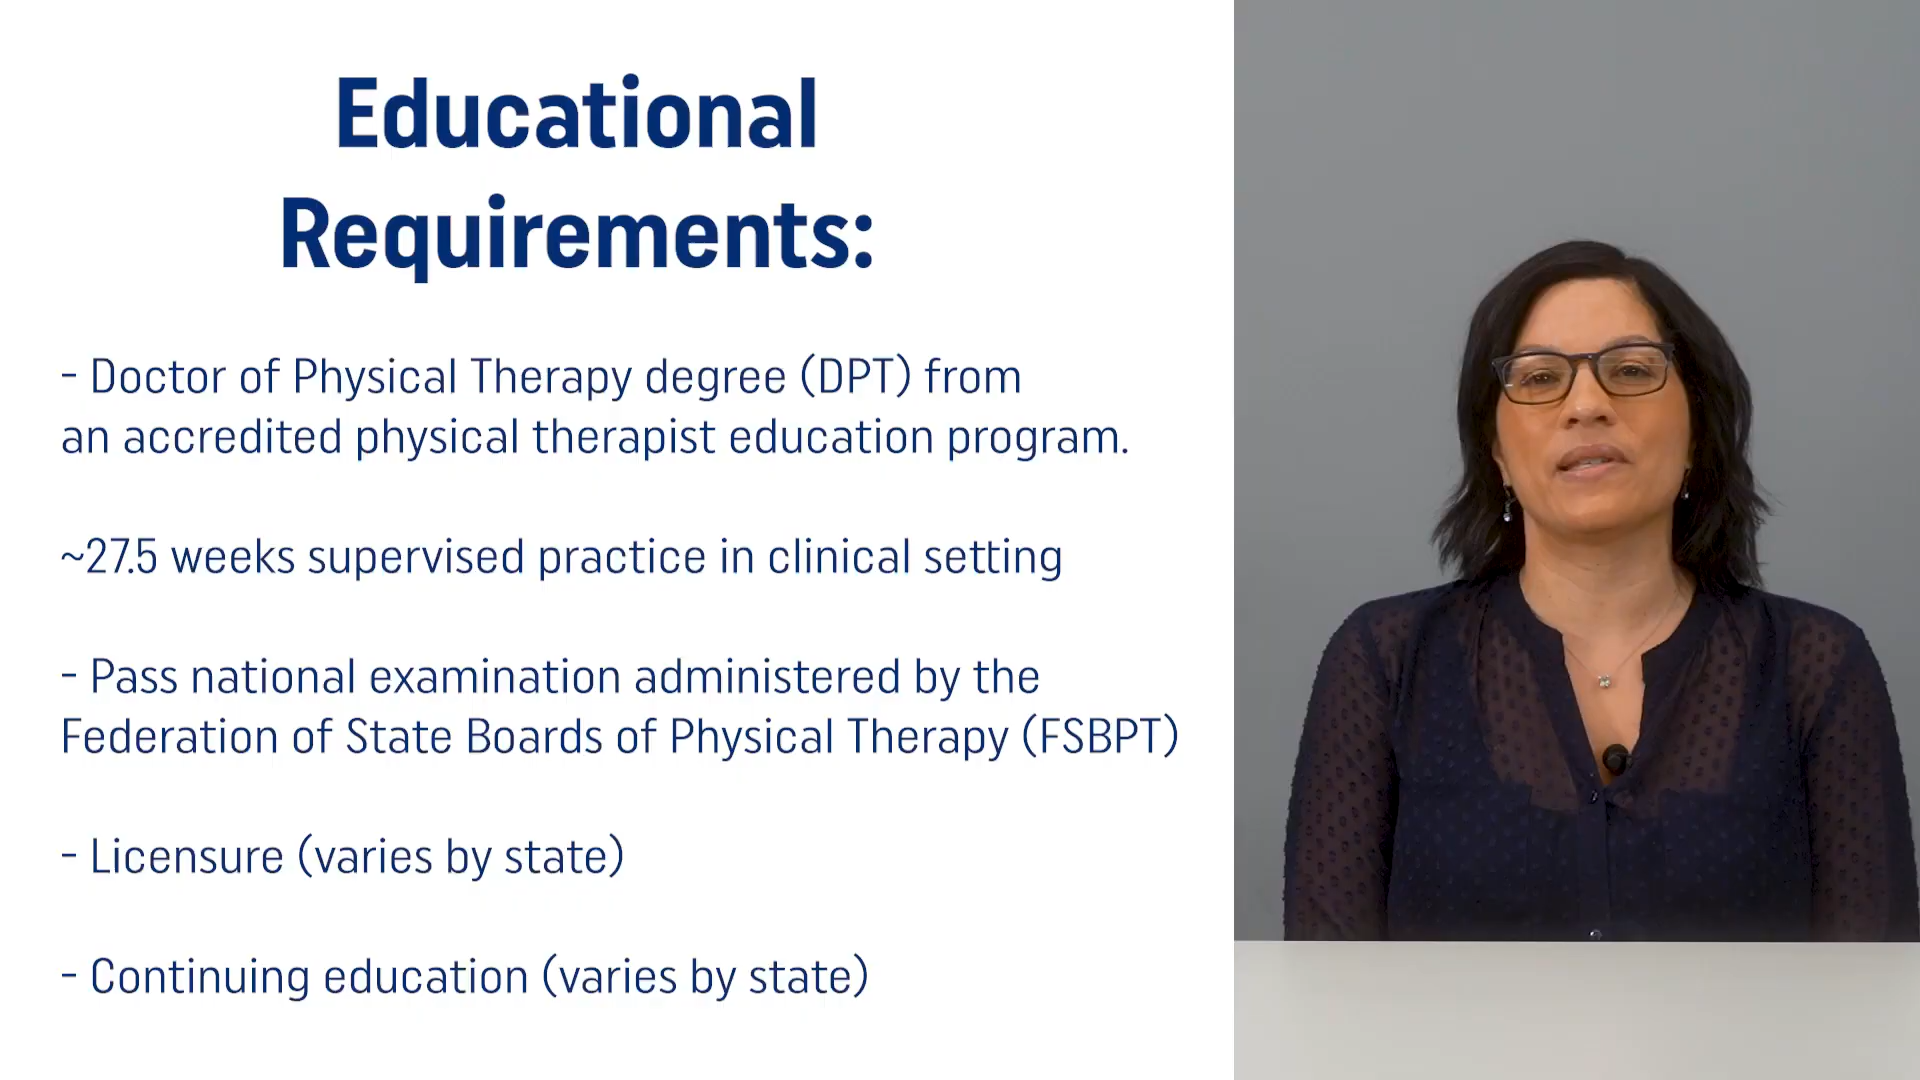 Educational
Requirements:
- Doctor of Physical Therapy degree (DPT) from
an accredited physical therapist education program.
~27.5 weeks supervised practice in clinical setting
- Pass national examination administered by the
Federation of State Boards of Physical Therapy (FSBPT)
- Licensure (varies by state)
- Continuing education (varies by state)